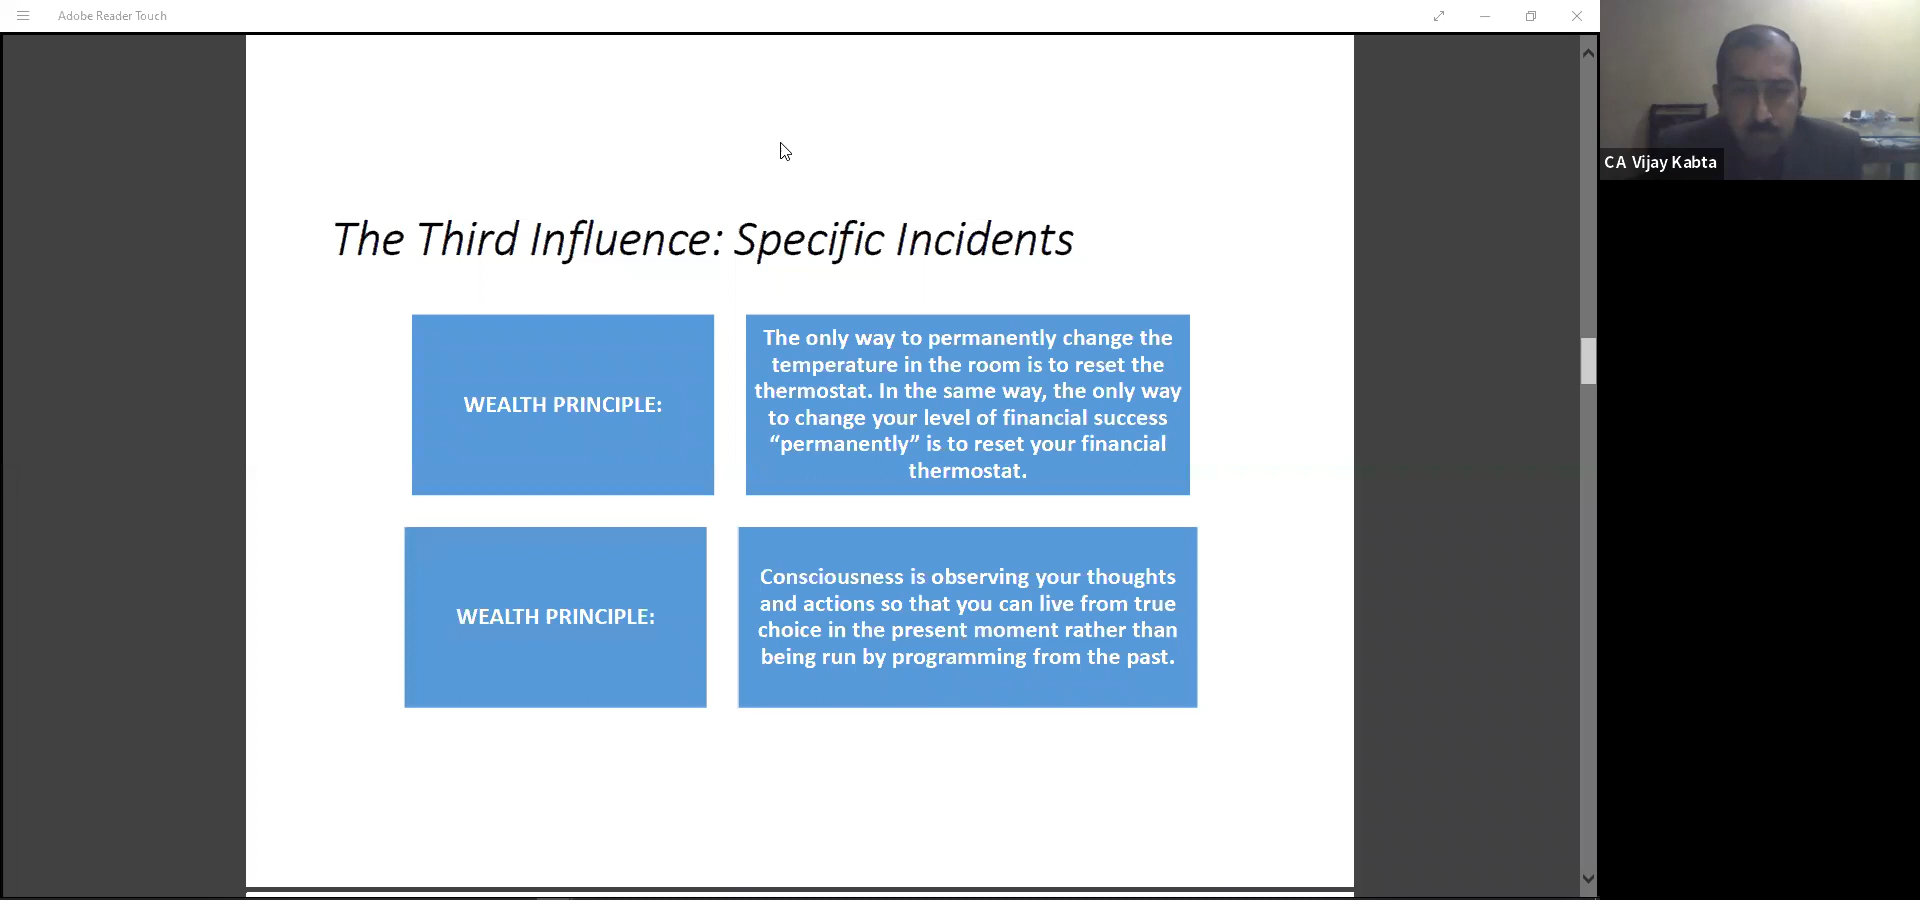 Adobe Reader Touch
CA Vijay Kabta
The Third Influence: Specific Incidents
WEALTH PRINCIPLE:
The only way to permanently change the
temperature in the room is to reset the
thermostat. In the same way, the only way
to change your level of financial success
“permanently” is to reset your financial
thermostat.
WEALTH PRINCIPLE:
Consciousness is observing your thoughts
and actions so that you can live from true
choice in the present moment rather than
being run by programming from the past.